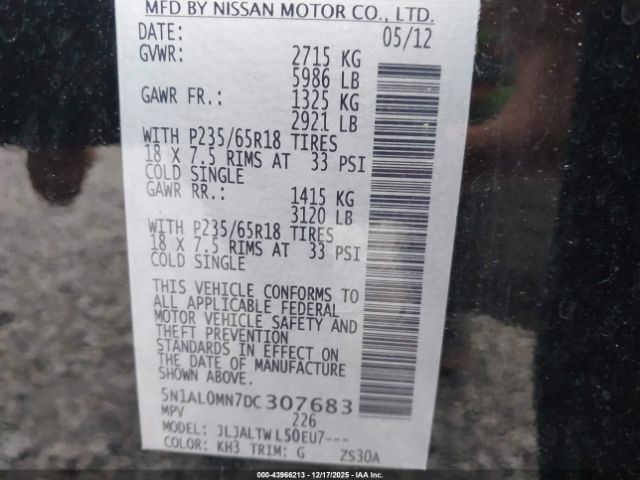 MFD BY NISSAN MOTOR CO., LTD.
DATE: 05/12
GVWR: 2715 KG
5986 LB
GAWR FR.: 1325 KG
2921 LB
WITH P235/65R18 TIRES
18 X 7.5 RIMS AT 33 PSI
COLD SINGLE
GAWR RR.: 1415 KG
3120 LB
WITH P235/65R18 TIRES
18 X 7.5 RIMS AT 33 PSI
COLD SINGLE
THIS VEHICLE CONFORMS TO
ALL APPLICABLE FEDERAL
MOTOR VEHICLE SAFETY AND
THEFT PREVENTION
STANDARDS IN EFFECT ON
THE DATE OF MANUFACTURE
SHOWN ABOVE.
5N1AL0MN7DC307683
MPV 226
MODEL: JLJALTWL50EU7---
COLOR: KH3 TRIM: G ZS30A
00-43966213 - 12/17/2025 - COPYRIGHT IAA, LLC